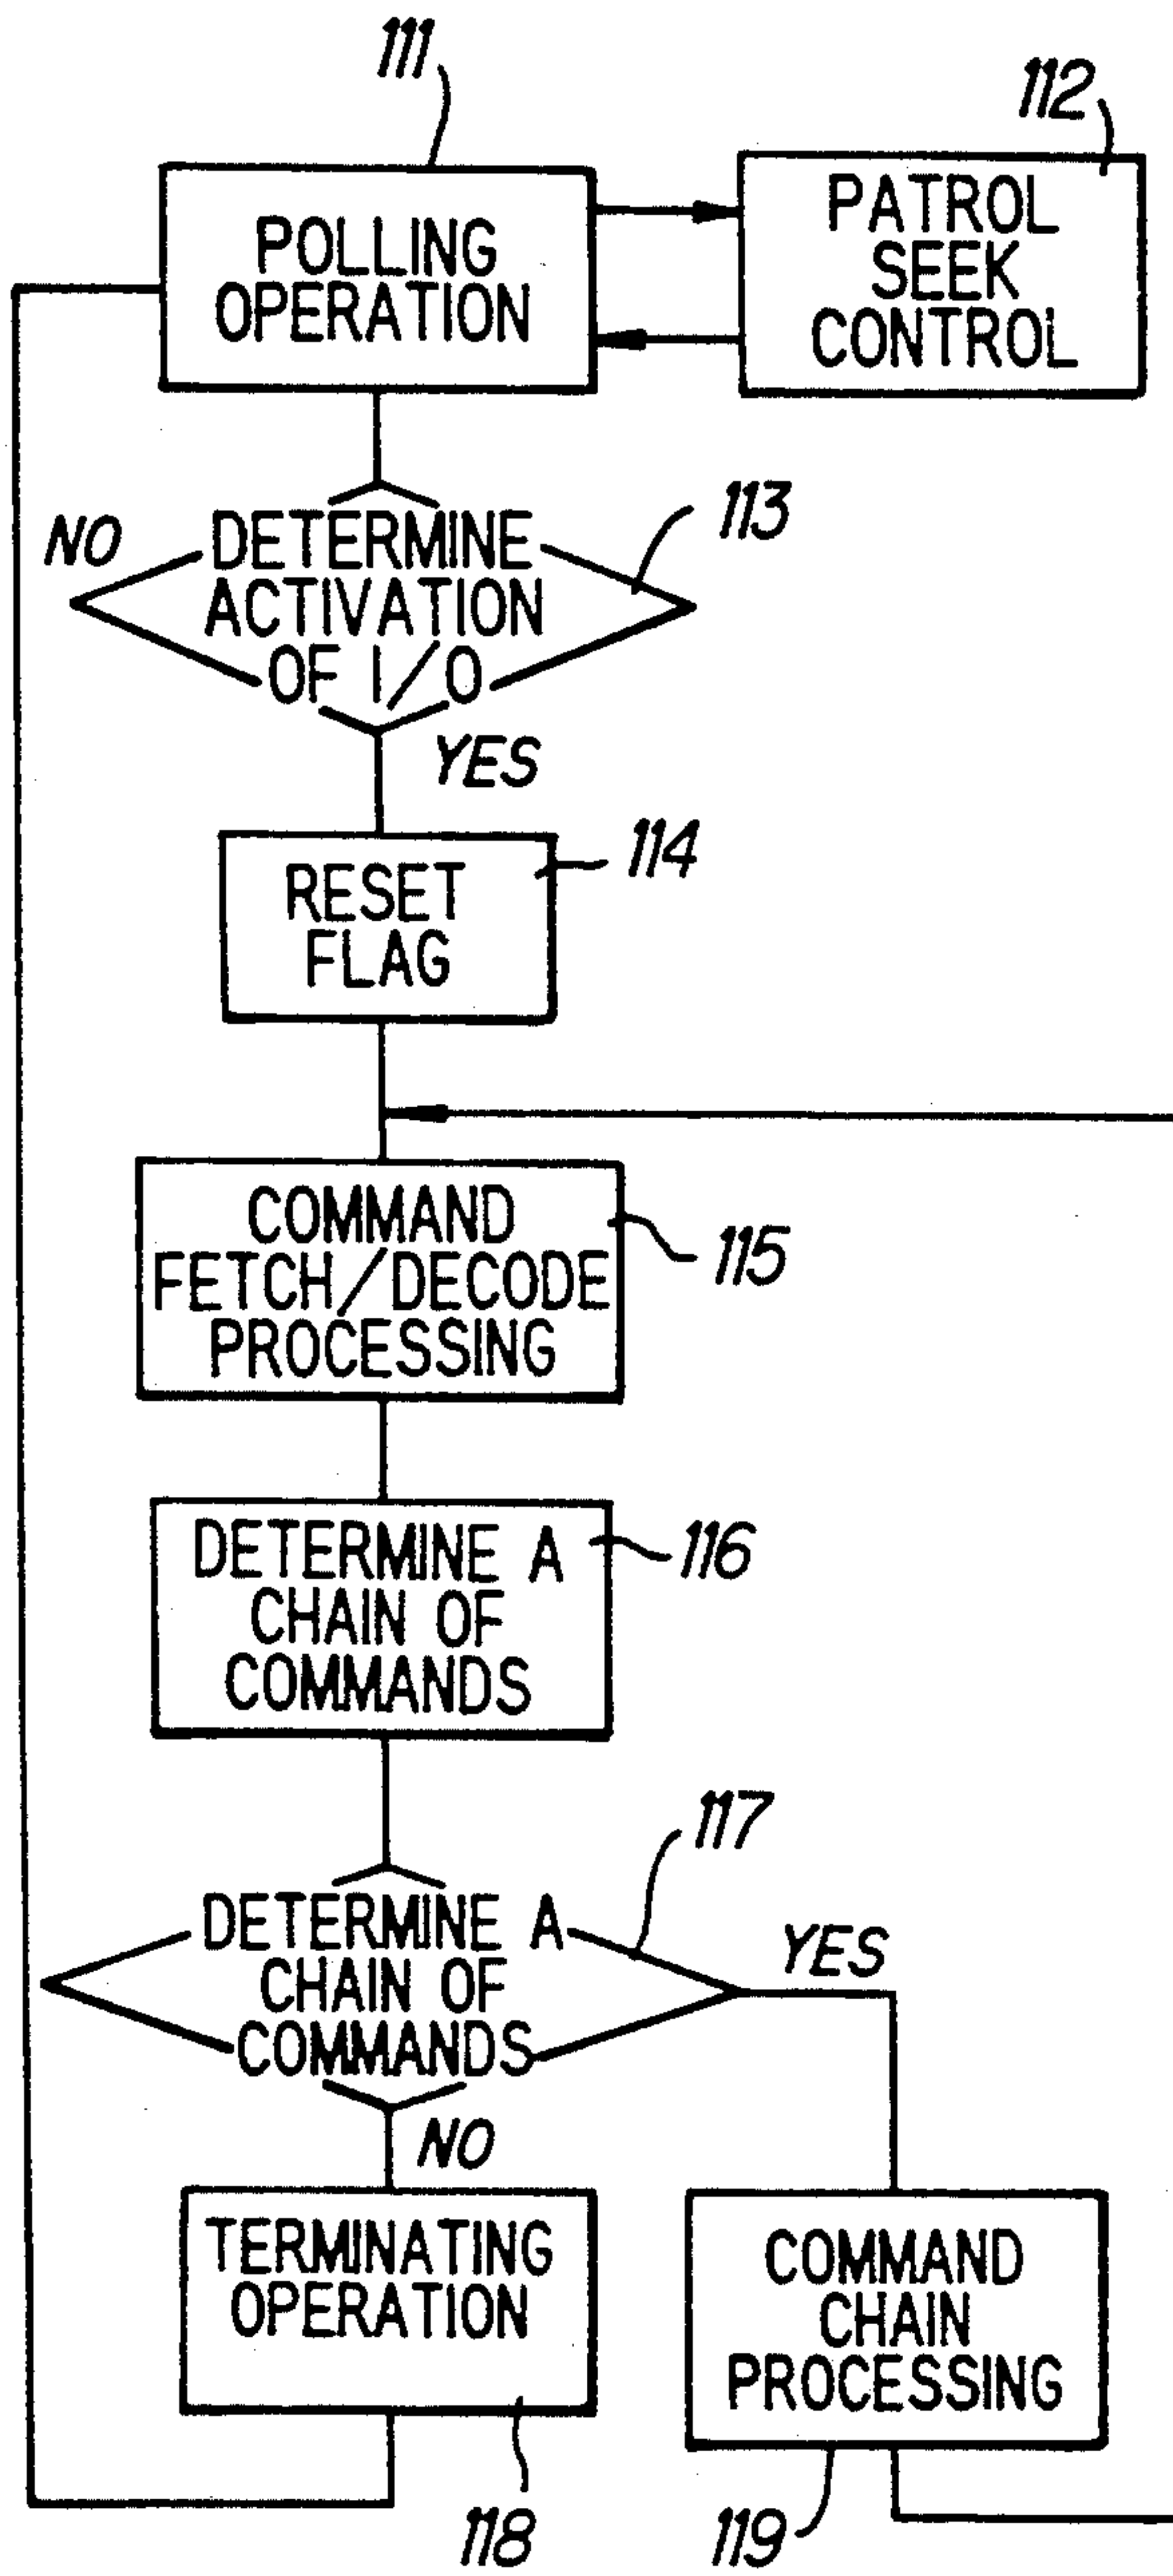 111
112
POLLING
OPERATION
PATROL
SEEK
CONTROL
NO
DETERMINE
ACTIVATION
OF I/O
113
YES
RESET
FLAG
114
COMMAND
FETCH/DECODE
PROCESSING
115
DETERMINE A
CHAIN OF
COMMANDS
116
117
DETERMINE A
CHAIN OF
COMMANDS
YES
NO
TERMINATING
OPERATION
COMMAND
CHAIN
PROCESSING
118
119